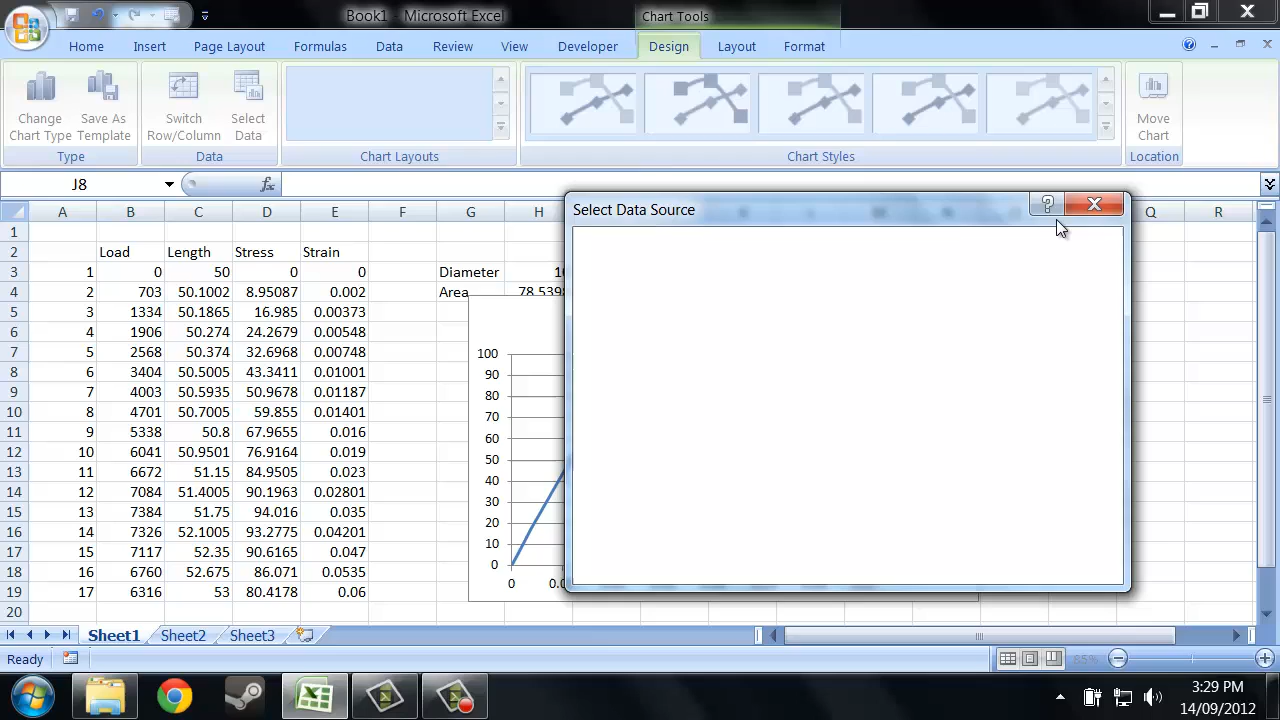 Book1 - Microsoft Excel
Chart Tools
Home Insert Page Layout Formulas Data Review View Developer Design Layout Format
Change Chart Type
Save As Template
Switch Row/Column
Select Data
Move Chart
Type Data Chart Layouts Chart Styles Location
J8 fx
Select Data Source
A B C D E F G H Q R
1
2 Load Length Stress Strain
3 1 0 50 0 0 Diameter
4 2 703 50.1002 8.95087 0.002 Area 78.539
5 3 1334 50.1865 16.985 0.00373
6 4 1906 50.274 24.2679 0.00548
7 5 2568 50.374 32.6968 0.00748
8 6 3404 50.5005 43.3411 0.01001
9 7 4003 50.5935 50.9678 0.01187
10 8 4701 50.7005 59.855 0.01401
11 9 5338 50.8 67.9655 0.016
12 10 6041 50.9501 76.9164 0.019
13 11 6672 51.15 84.9505 0.023
14 12 7084 51.4005 90.1963 0.02801
15 13 7384 51.75 94.016 0.035
16 14 7326 52.1005 93.2775 0.04201
17 15 7117 52.35 90.6165 0.047
18 16 6760 52.675 86.071 0.0535
19 17 6316 53 80.4178 0.06
20
100
90
80
70
60
50
40
30
20
10
0
0 0.0
Sheet1 Sheet2 Sheet3
Ready 85%
3:29 PM
14/09/2012